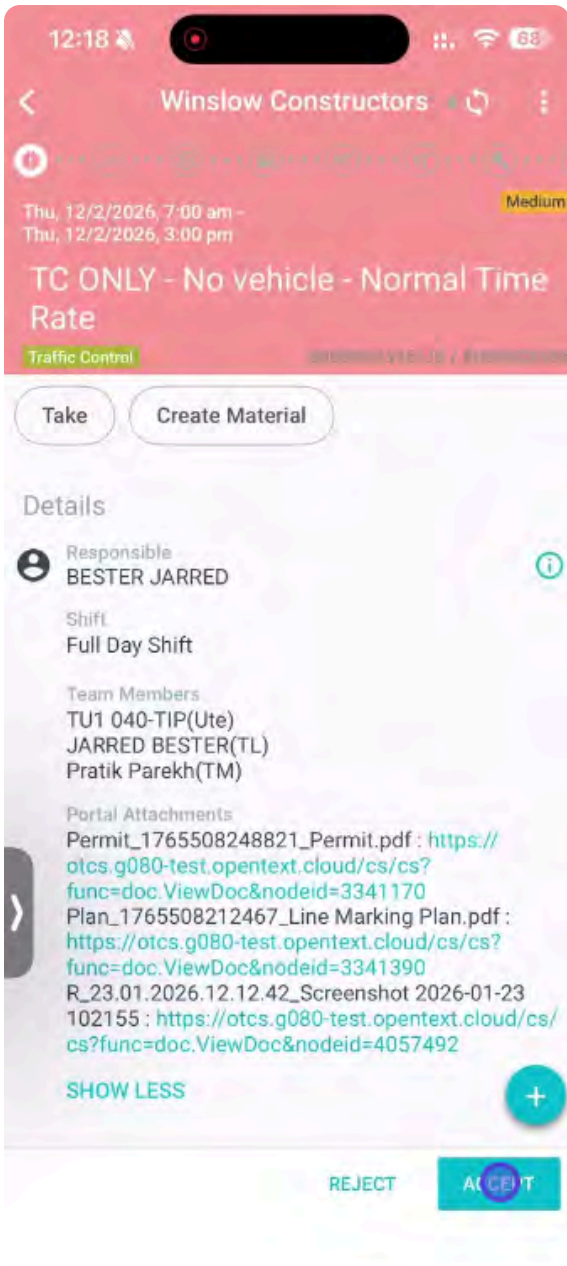 12:18
68
Winslow Constructors
Medium
Thu, 12/2/2026, 7:00 am -
Thu, 12/2/2026, 3:00 pm
TC ONLY - No vehicle - Normal Time
Rate
Traffic Control
Take
Create Material
Details
Responsible
BESTER JARRED
Shift
Full Day Shift
Team Members
TU1 040-TIP(Ute)
JARRED BESTER(TL)
Pratik Parekh(TM)
Portal Attachments
Permit_1765508248821_Permit.pdf : https://
otcs.g080-test.opentext.cloud/cs/cs?
func=doc.ViewDoc&nodeid=3341170
Plan_1765508212467_Line Marking Plan.pdf :
https://otcs.g080-test.opentext.cloud/cs/cs?
func=doc.ViewDoc&nodeid=3341390
R_23.01.2026.12.12.42_Screenshot 2026-01-23
102155 : https://otcs.g080-test.opentext.cloud/cs/
cs?func=doc.ViewDoc&nodeid=4057492
SHOW LESS
REJECT
ACCEPT